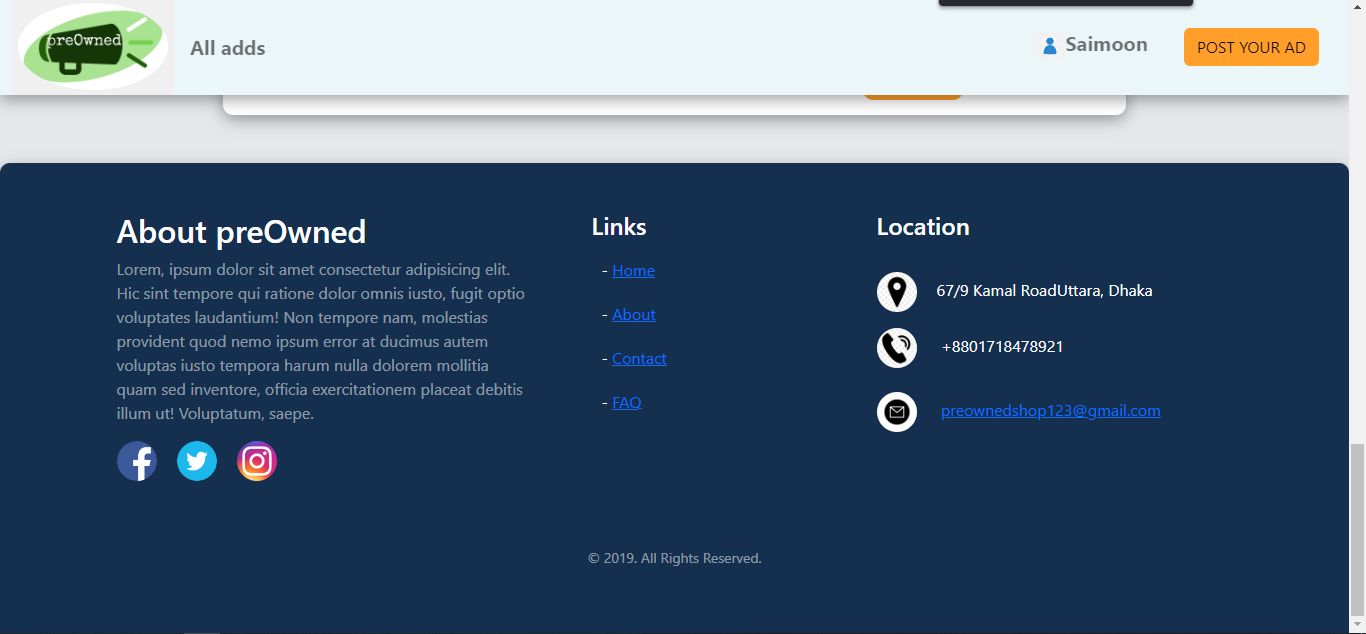 preOwned
All adds
Saimoon
POST YOUR AD
About preOwned
Lorem, ipsum dolor sit amet consectetur adipisicing elit.
Hic sint tempore qui ratione dolor omnis iusto, fugit optio
voluptates laudantium! Non tempore nam, molestias
provident quod nemo ipsum error at ducimus autem
voluptas iusto tempora harum nulla dolorem mollitia
quam sed inventore, officia exercitationem placeat debitis
illum ut! Voluptatum, saepe.
Links
- Home
- About
- Contact
- FAQ
Location
67/9 Kamal RoadUttara, Dhaka
+8801718478921
preownedshop123@gmail.com
© 2019. All Rights Reserved.